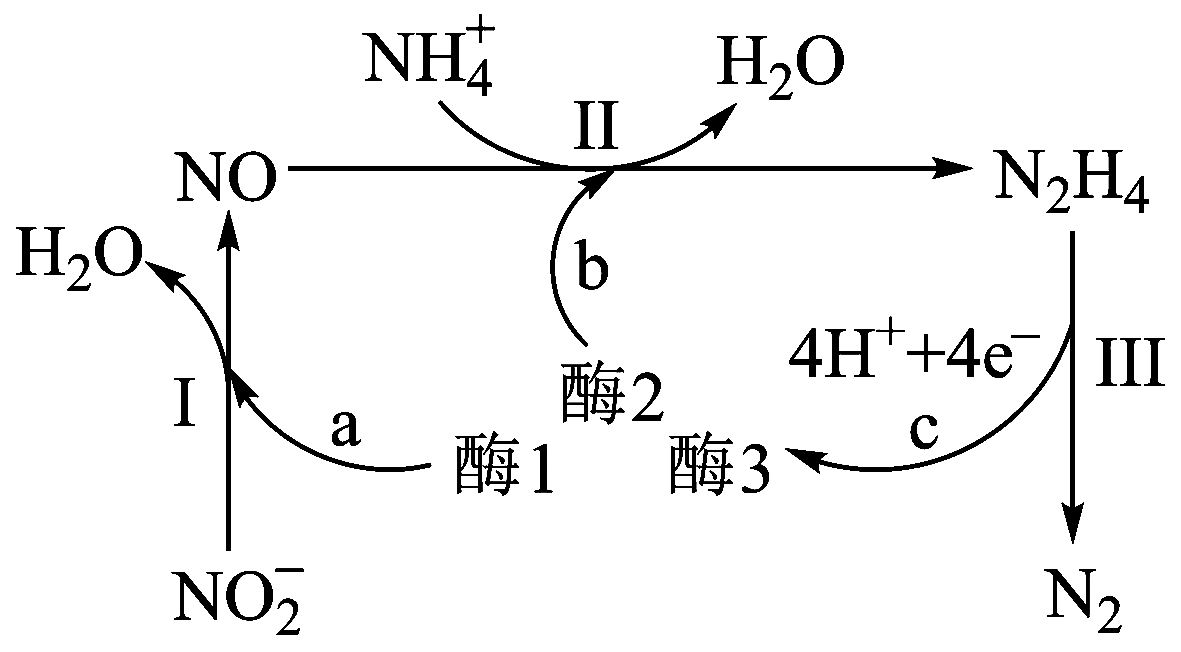 NH₄⁺
H₂O
II
NO
N₂H₄
H₂O
b
4H⁺+4e⁻
III
I
酶2
a
c
酶1
酶3
NO₂⁻
N₂